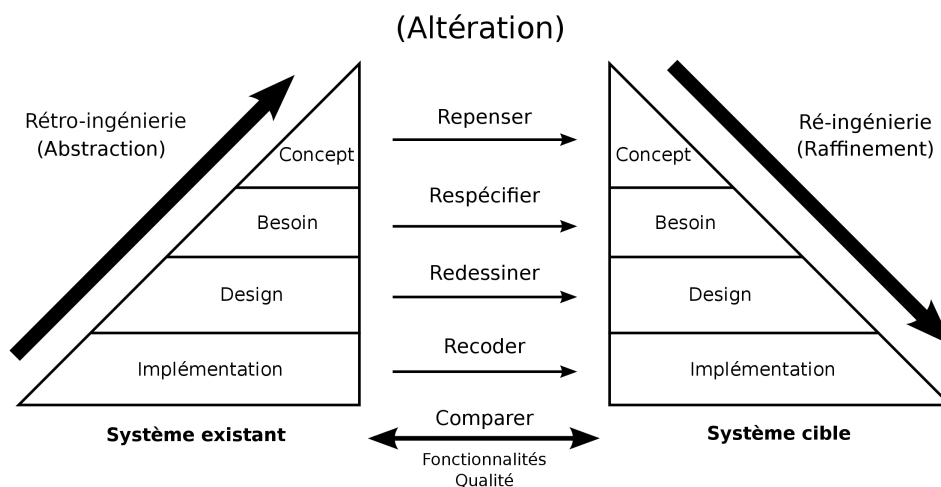 (Altération)
Rétro-ingénierie
(Abstraction)
Repenser
Ré-ingénierie
(Raffinement)
Concept
Concept
Respécifier
Besoin
Besoin
Redessiner
Design
Design
Recoder
Implémentation
Implémentation
Comparer
Système existant
Système cible
Fonctionnalités
Qualité